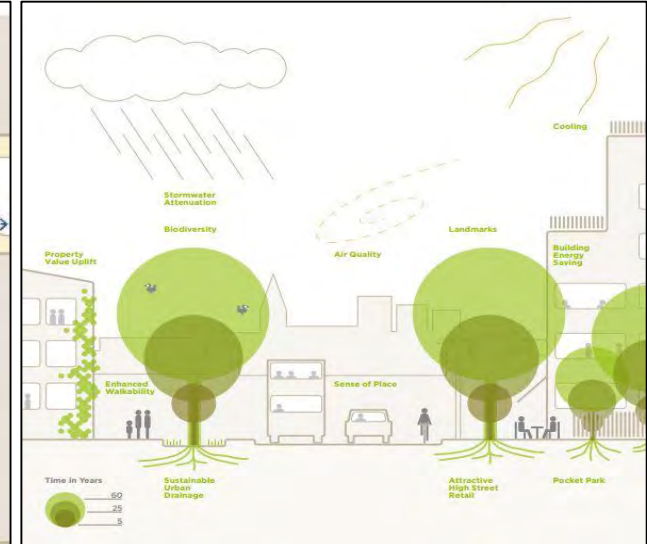 Cooling
Stormwater
Attenuation
Biodiversity
Landmarks
Property
Value Uplift
Air Quality
Building
Energy
Saving
Enhanced
Walkability
Sense of Place
Time in Years
60
25
5
Sustainable
Urban
Drainage
Attractive
High Street
Retail
Pocket Park